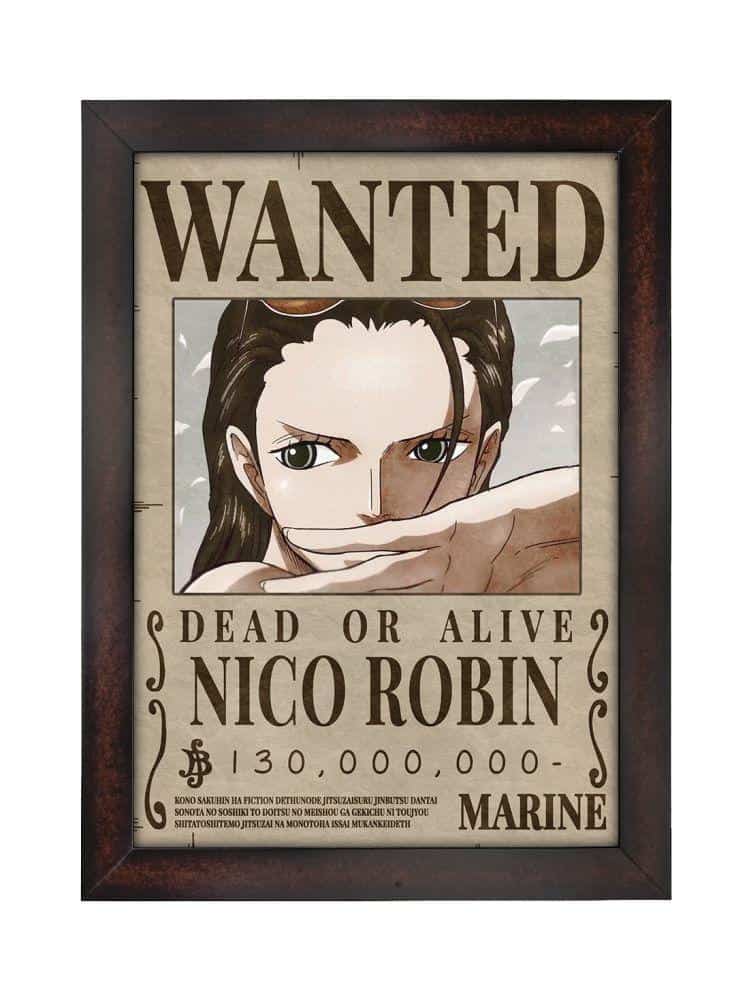 WANTED
DEAD OR ALIVE
NICO ROBIN
130,000,000-
KONO SAKUHIN HA FICTION DETHUNODE JITSUZAISURU JINBUTSU DANTAI
SONOTA NO SOSHIKI TO DOITSU NO MEISHOU GA GEKICHU NI TOUJYOU
SHITATOSHITEMO JITSUZAI NA MONOTOHA ISSAI MUKANKEIDETH
MARINE